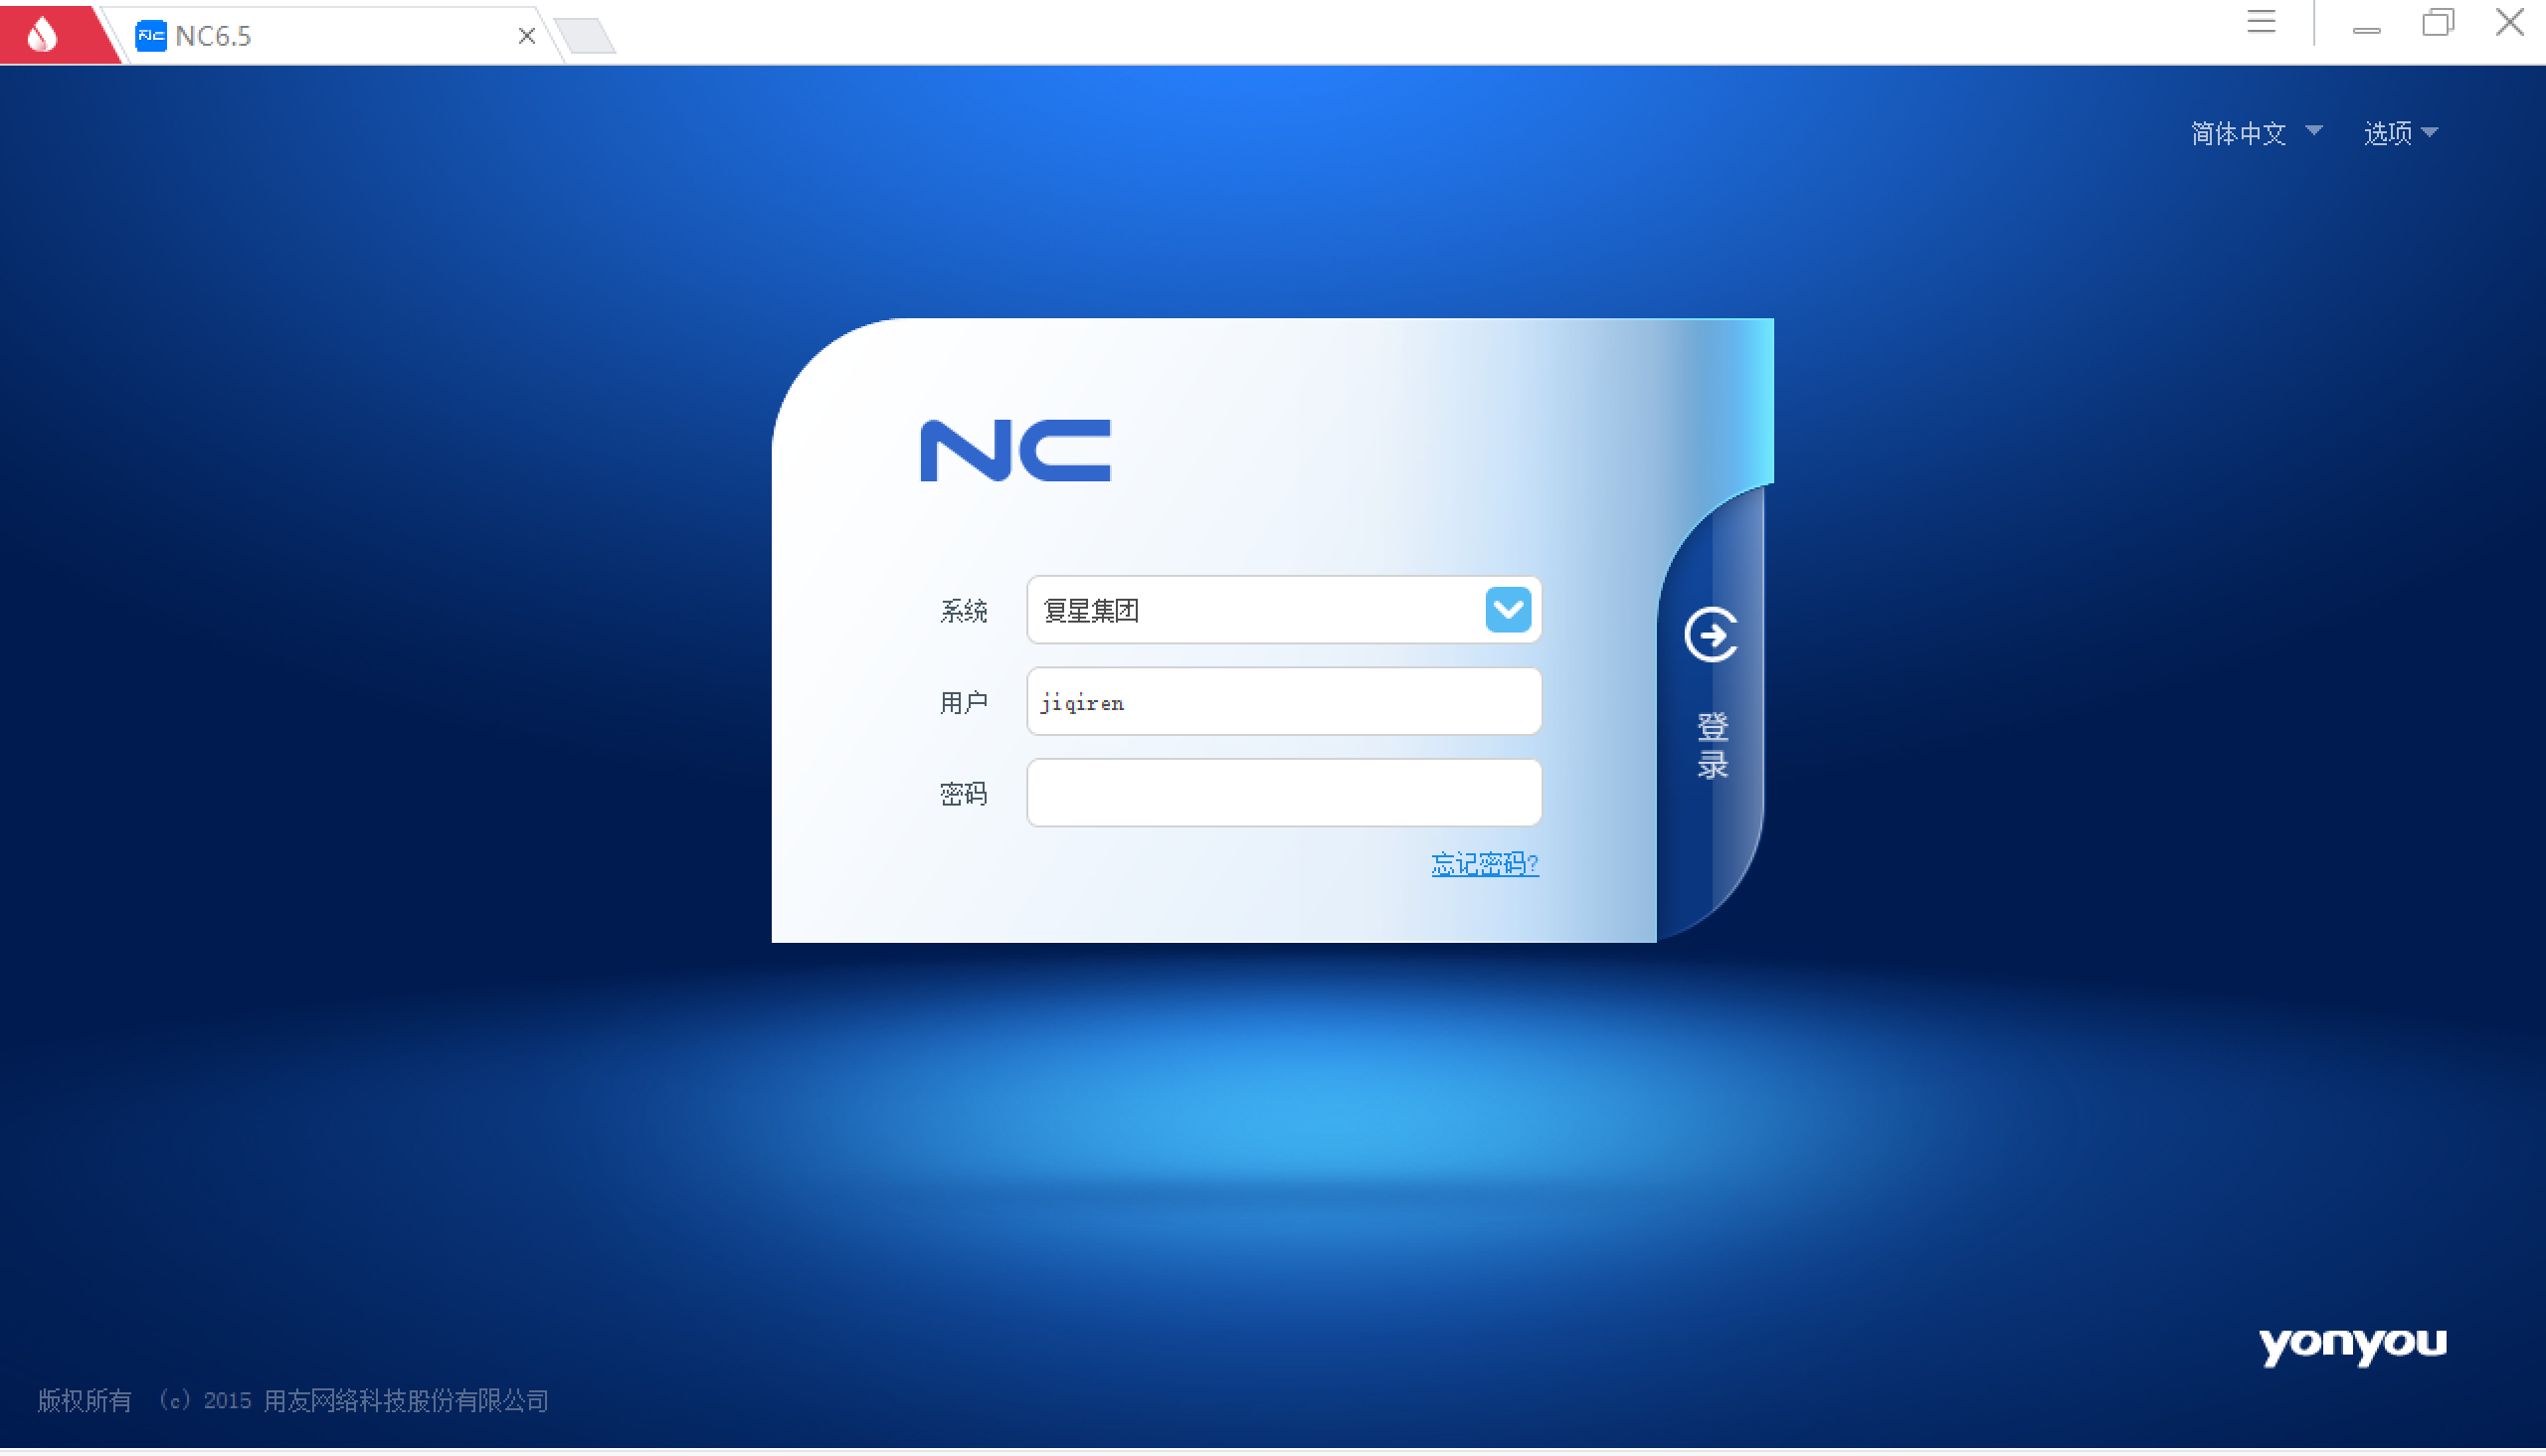 NC NC6.5
简体中文 选项
NC
系统 复星集团
用户 jiqiren
密码
忘记密码?
登录
yonyou
版权所有 (c) 2015 用友网络科技股份有限公司